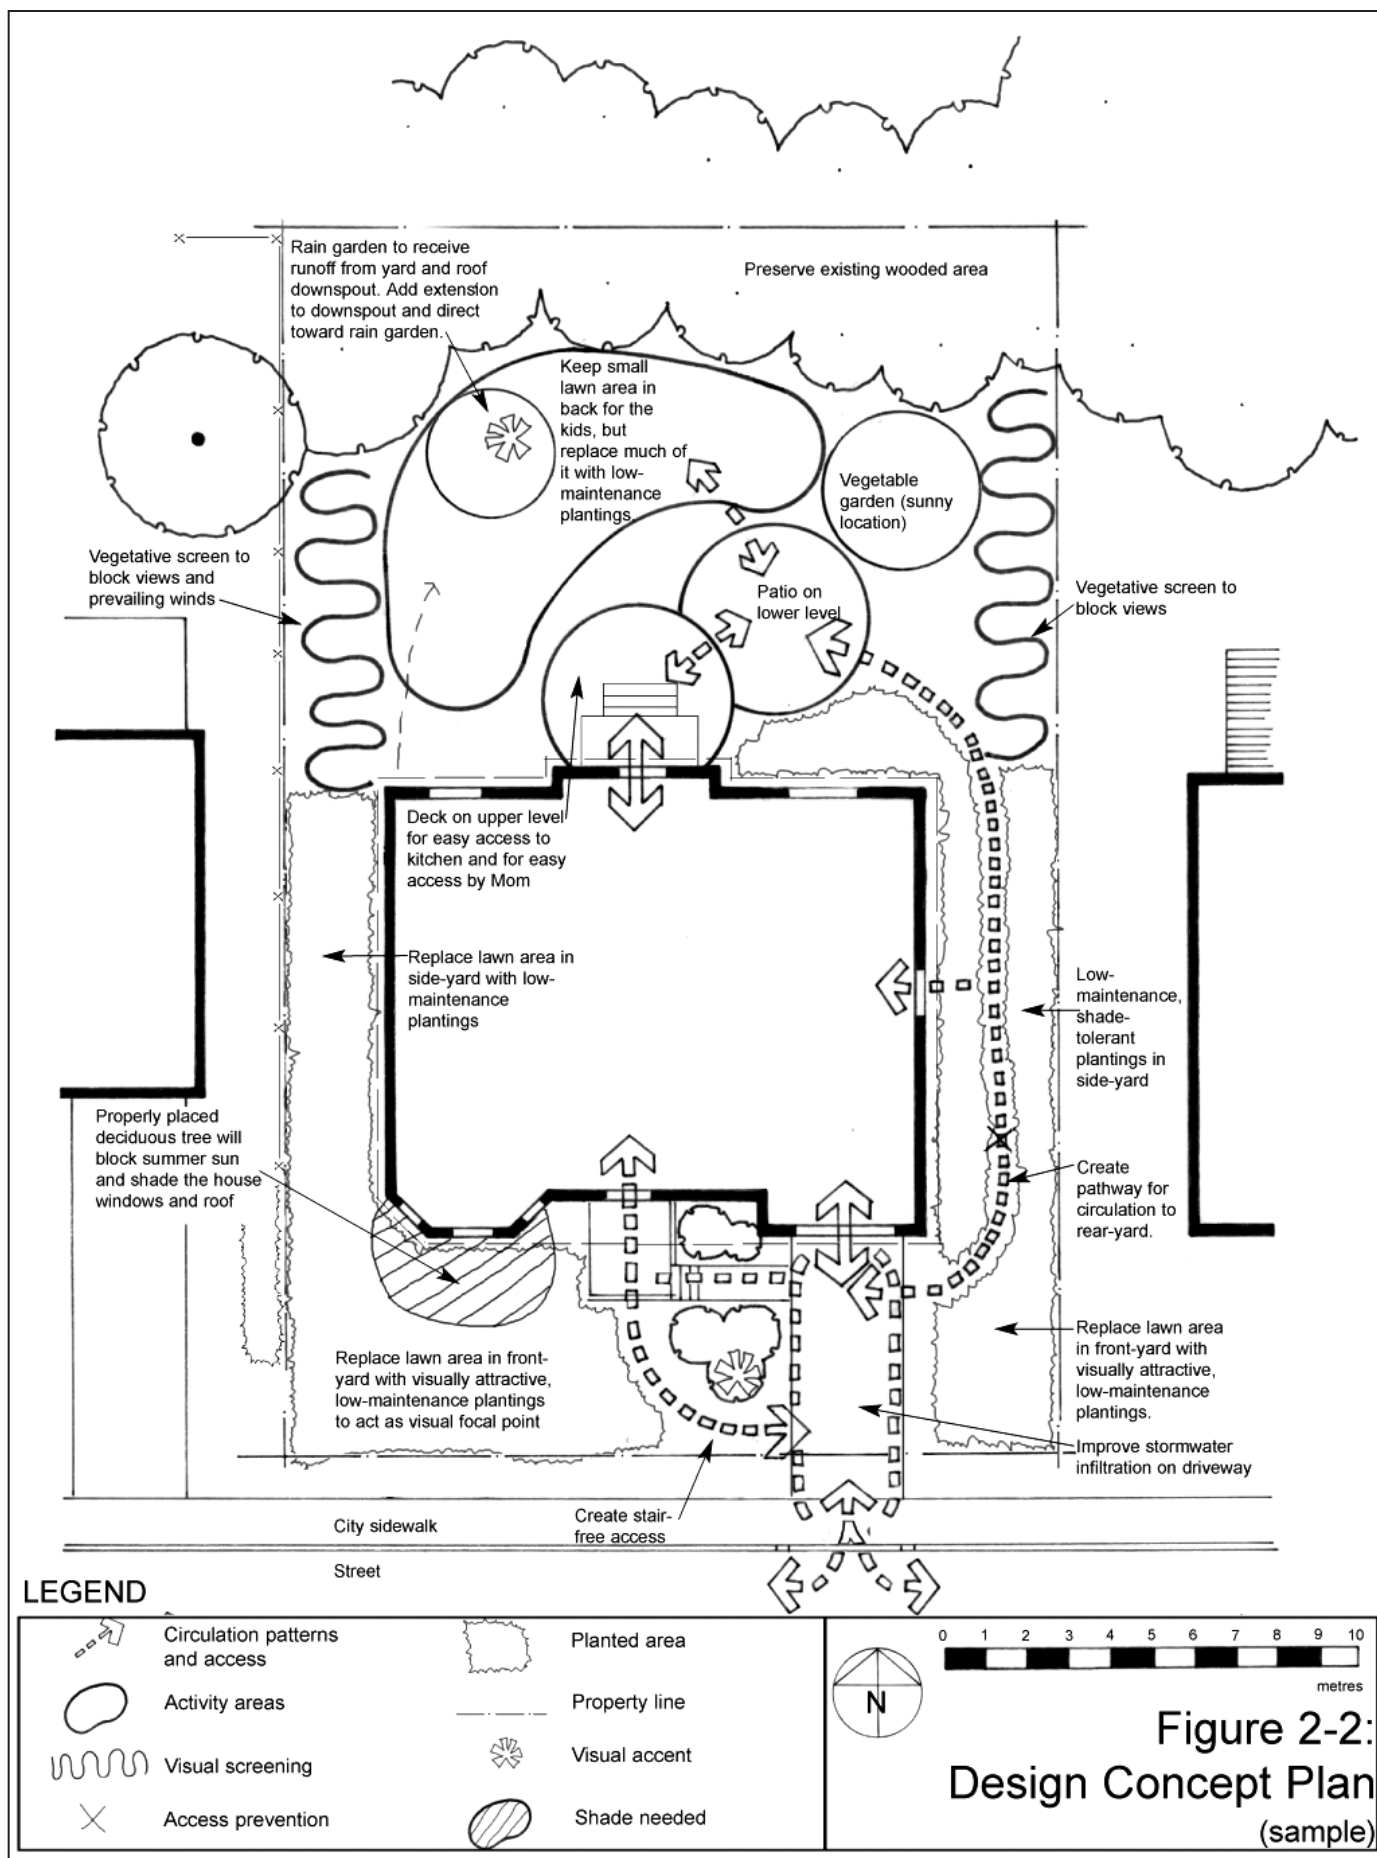 Rain garden to receive
runoff from yard and roof
downspout. Add extension
to downspout and direct
toward rain garden.
Preserve existing wooded area
Keep small
lawn area in
back for the
kids, but
replace much of
it with low-
maintenance
plantings.
Vegetable
garden (sunny
location)
Vegetative screen to
block views and
prevailing winds
Patio on
lower level
Vegetative screen to
block views
Deck on upper level
for easy access to
kitchen and for easy
access by Mom
Replace lawn area in
side-yard with low-
maintenance
plantings
Low-
maintenance,
shade-
tolerant
plantings in
side-yard
Properly placed
deciduous tree will
block summer sun
and shade the house
windows and roof
Create
pathway for
circulation to
rear-yard.
Replace lawn area in front-
yard with visually attractive,
low-maintenance plantings
to act as visual focal point
Replace lawn area
in front-yard with
visually attractive,
low-maintenance
plantings.
Improve stormwater
infiltration on driveway
Create stair-
free access
City sidewalk
Street
LEGEND
Circulation patterns
and access
Activity areas
Visual screening
Access prevention
Planted area
Property line
Visual accent
Shade needed
N
0 1 2 3 4 5 6 7 8 9 10
metres
Figure 2-2:
Design Concept Plan
(sample)